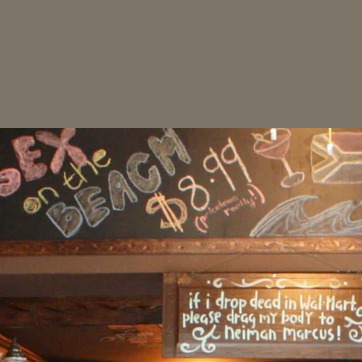 SEX
on the
BEACH
$8.99
if i drop dead in Wal-Mart,
please drag my body to
neiman marcus!